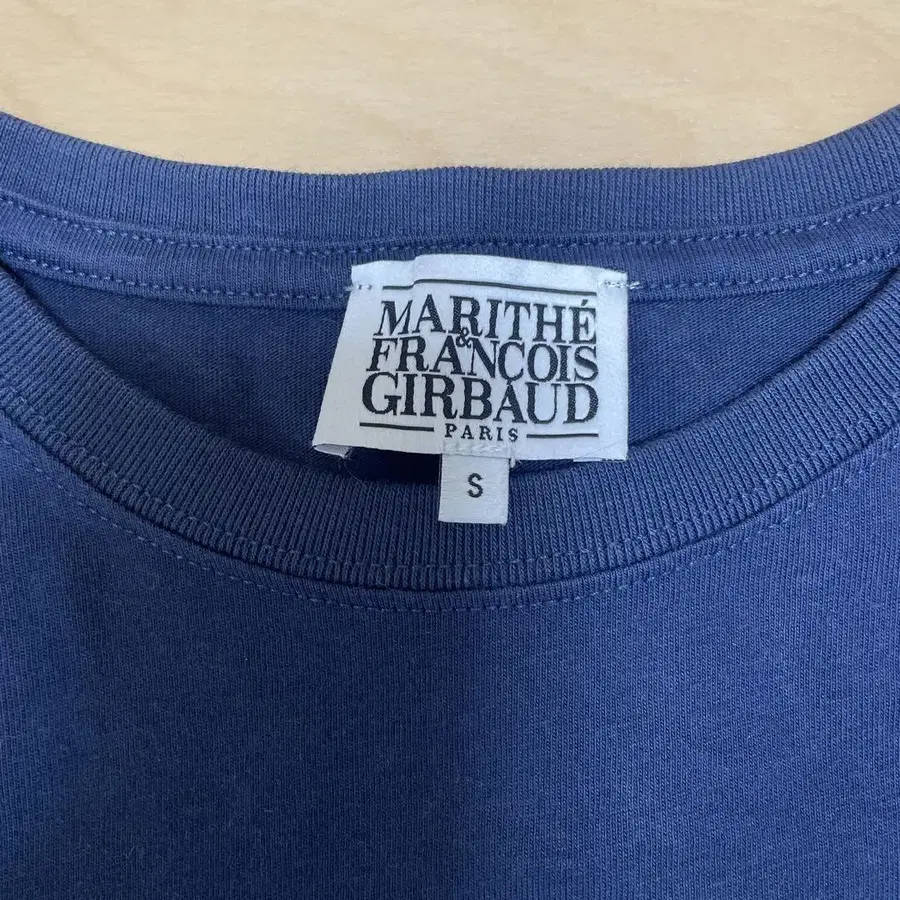 MARITHÉ
&
FRANCOIS
GIRBAUD
PARIS
S